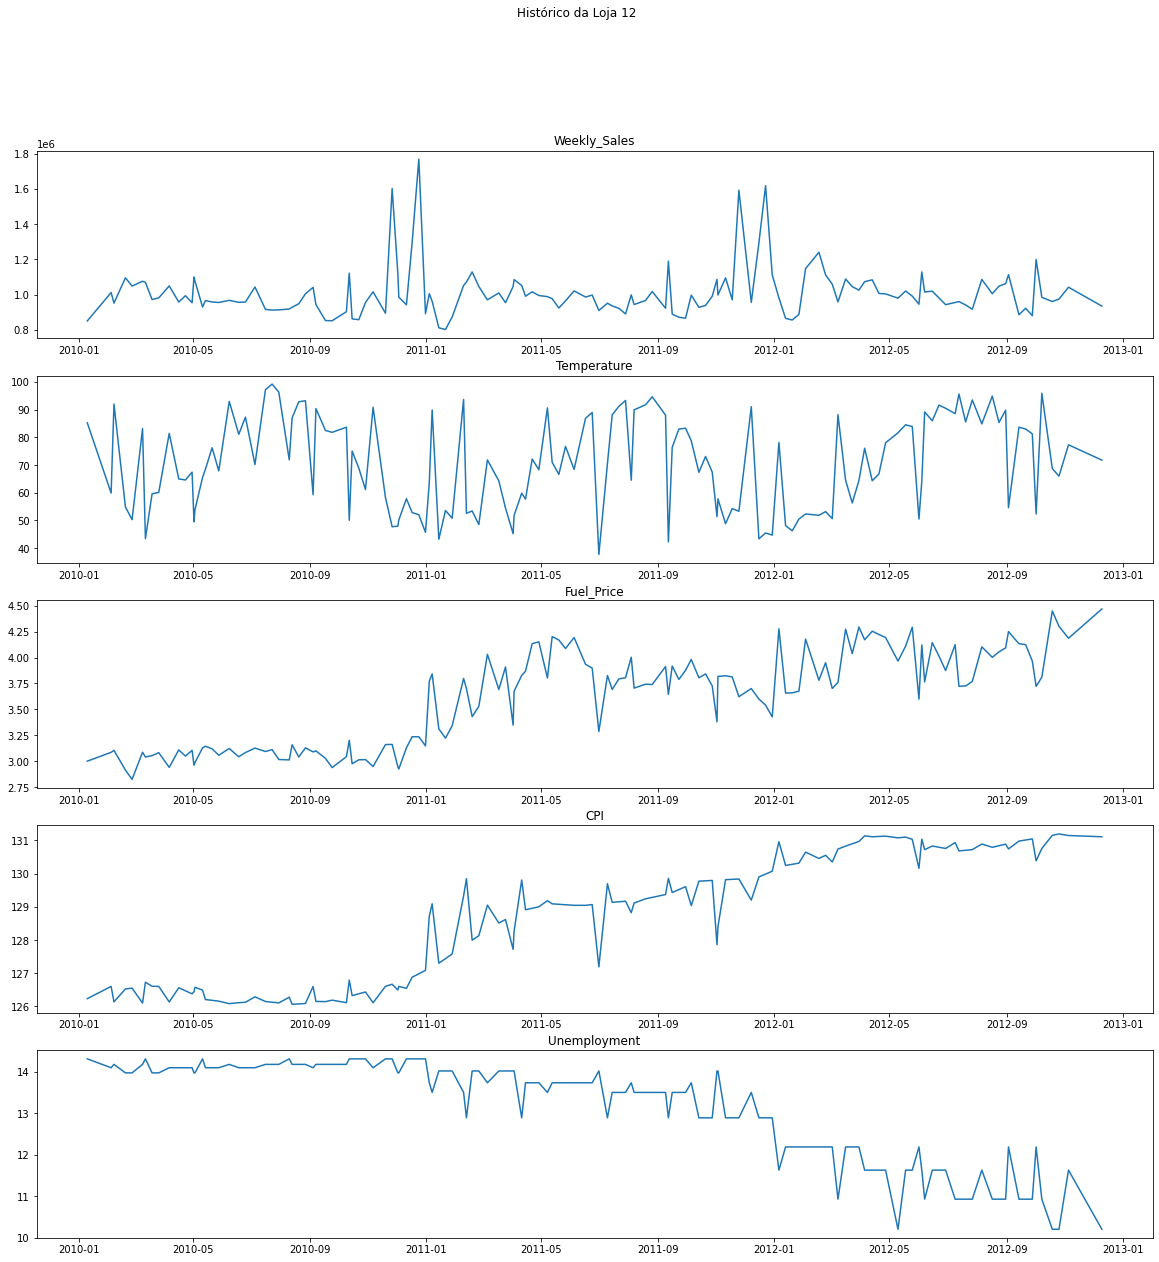 Histórico da Loja 12
Weekly_Sales
1e6
1.8
1.6
1.4
1.2
1.0
0.8
2010-01 2010-05 2010-09 2011-01 2011-05 2011-09 2012-01 2012-05 2012-09 2013-01
Temperature
100
90
80
70
60
50
40
2010-01 2010-05 2010-09 2011-01 2011-05 2011-09 2012-01 2012-05 2012-09 2013-01
Fuel_Price
4.50
4.25
4.00
3.75
3.50
3.25
3.00
2.75
2010-01 2010-05 2010-09 2011-01 2011-05 2011-09 2012-01 2012-05 2012-09 2013-01
CPI
131
130
129
128
127
126
2010-01 2010-05 2010-09 2011-01 2011-05 2011-09 2012-01 2012-05 2012-09 2013-01
Unemployment
14
13
12
11
10
2010-01 2010-05 2010-09 2011-01 2011-05 2011-09 2012-01 2012-05 2012-09 2013-01